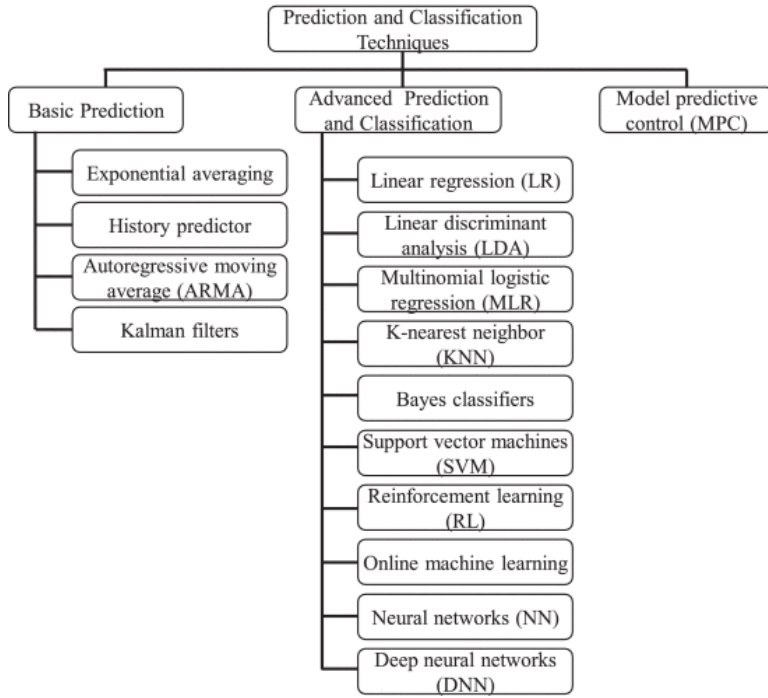 Prediction and Classification
Techniques
Basic Prediction
Advanced Prediction
and Classification
Model predictive
control (MPC)
Exponential averaging
History predictor
Autoregressive moving
average (ARMA)
Kalman filters
Linear regression (LR)
Linear discriminant
analysis (LDA)
Multinomial logistic
regression (MLR)
K-nearest neighbor
(KNN)
Bayes classifiers
Support vector machines
(SVM)
Reinforcement learning
(RL)
Online machine learning
Neural networks (NN)
Deep neural networks
(DNN)